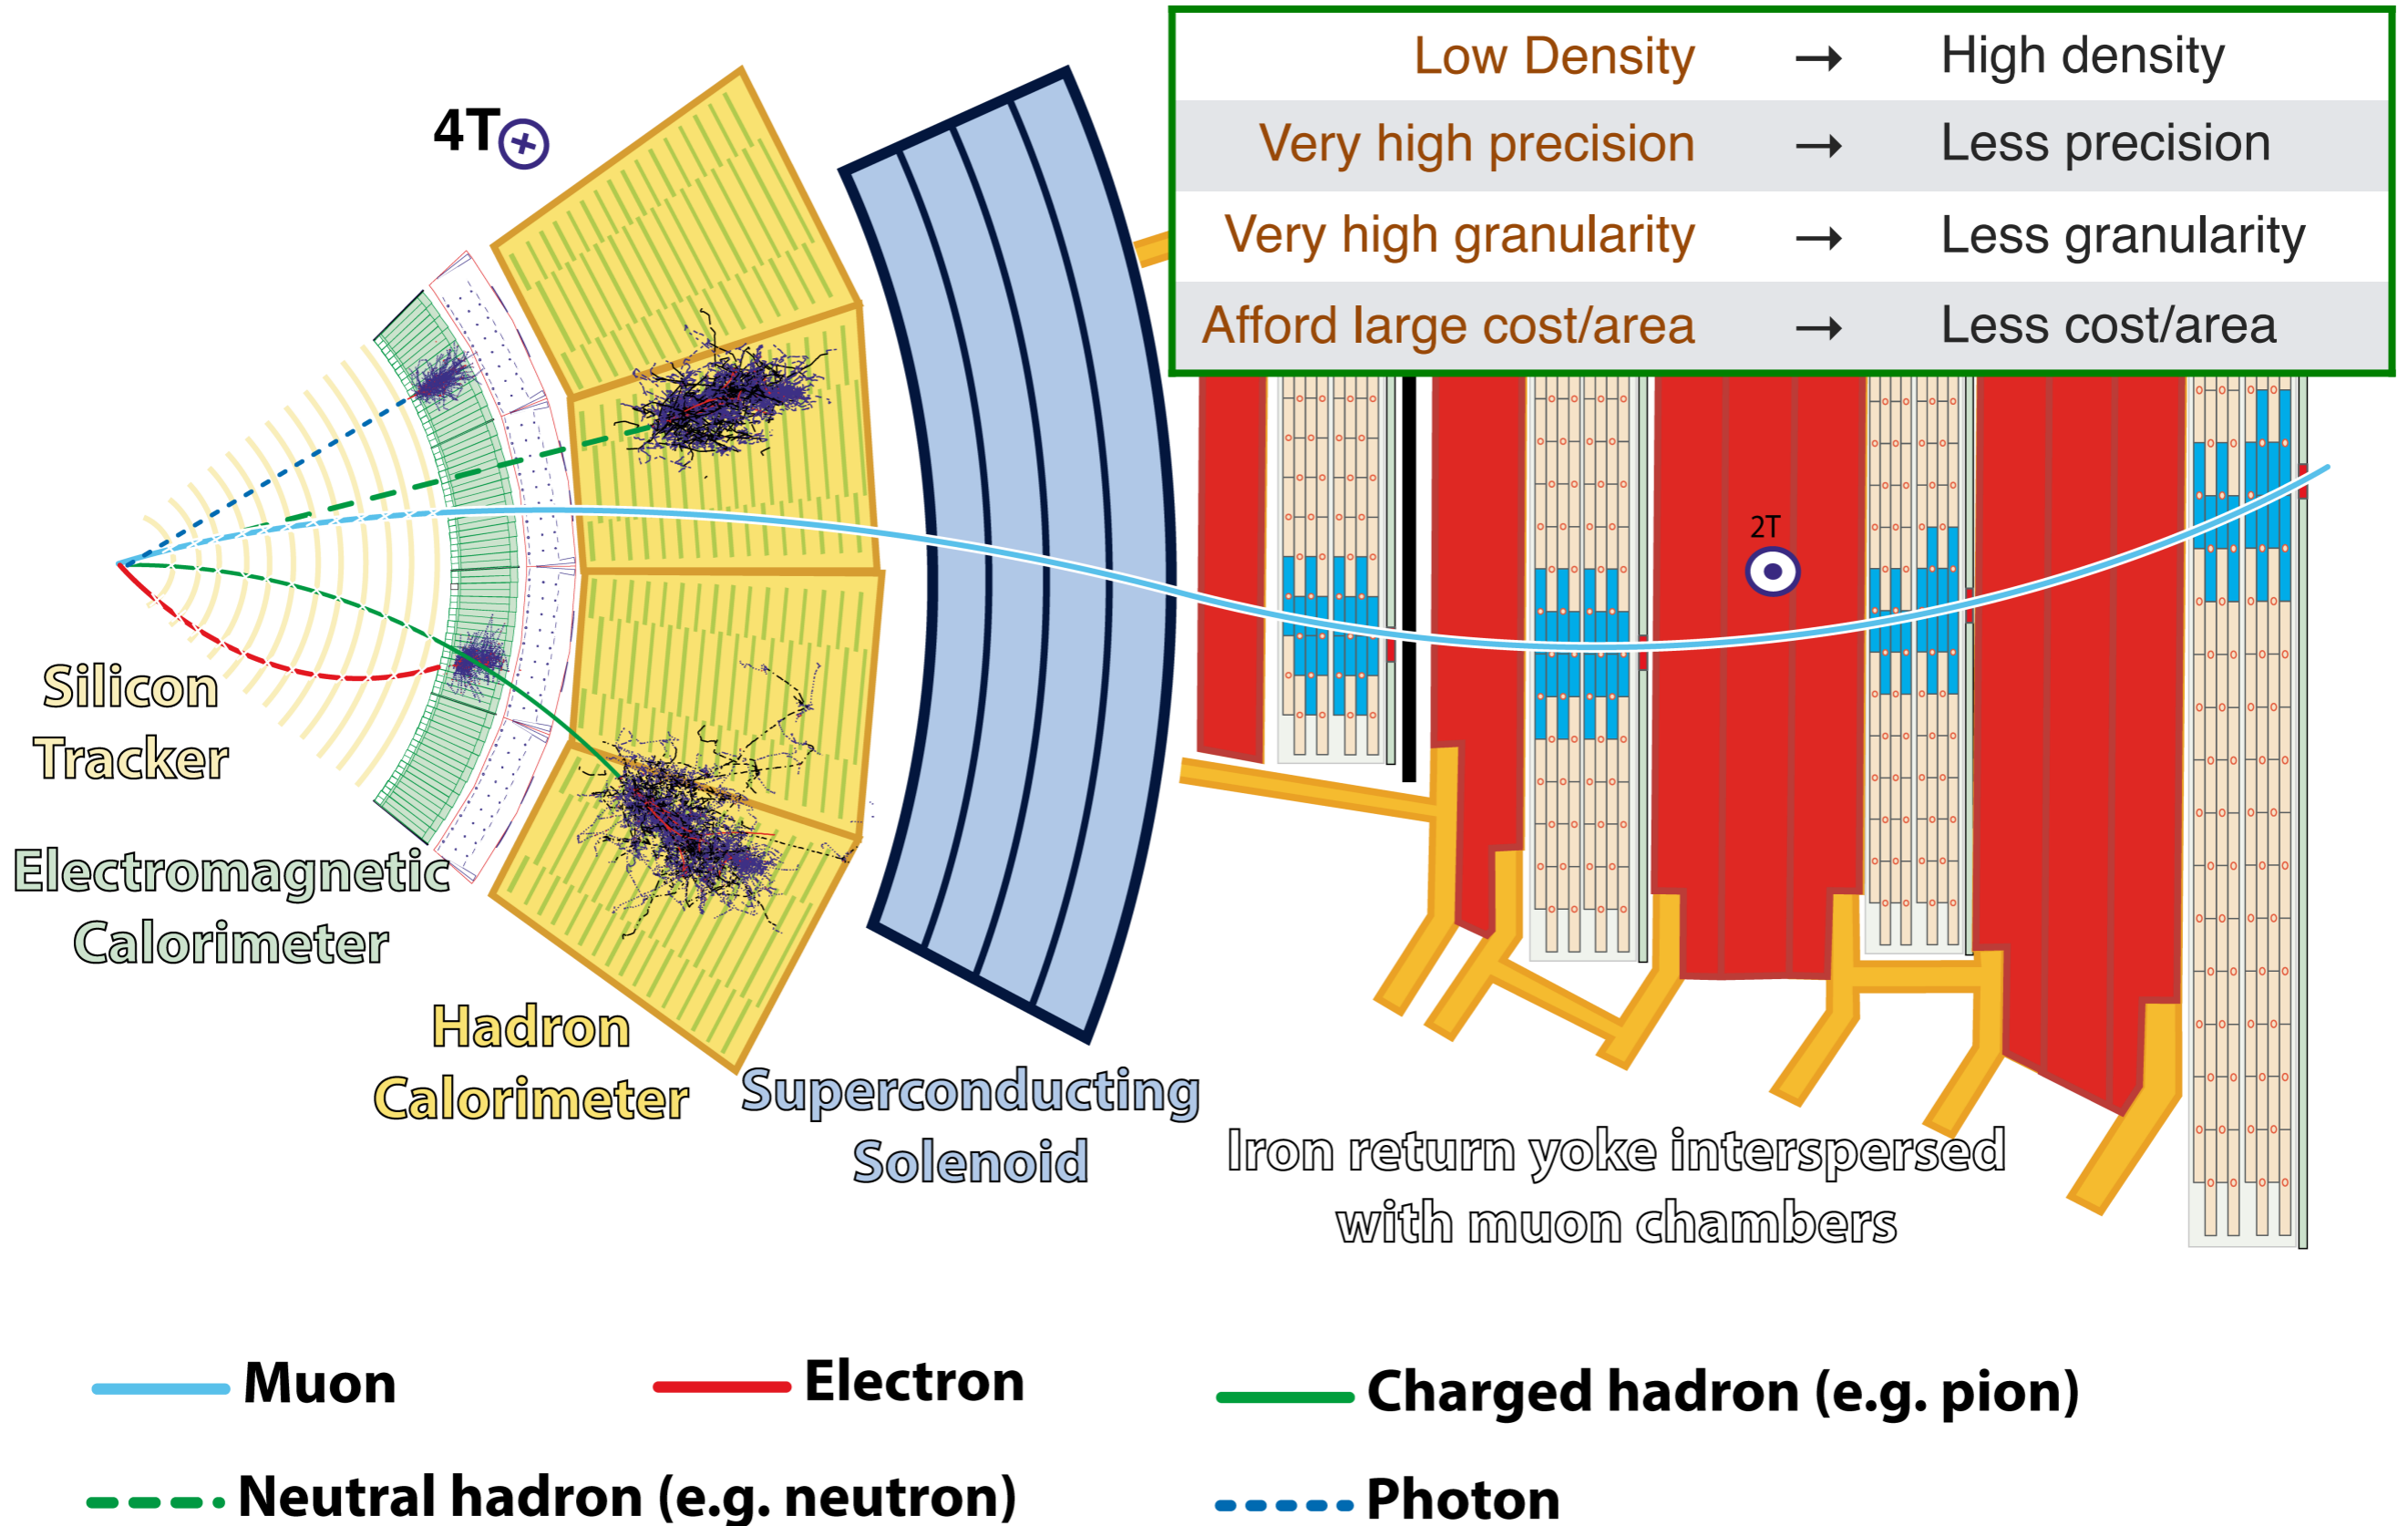 Low Density → High density
Very high precision → Less precision
Very high granularity → Less granularity
Afford large cost/area → Less cost/area
4T
2T
Silicon
Tracker
Electromagnetic
Calorimeter
Hadron
Calorimeter
Superconducting
Solenoid
Iron return yoke interspersed
with muon chambers
Muon
Electron
Charged hadron (e.g. pion)
Neutral hadron (e.g. neutron)
Photon